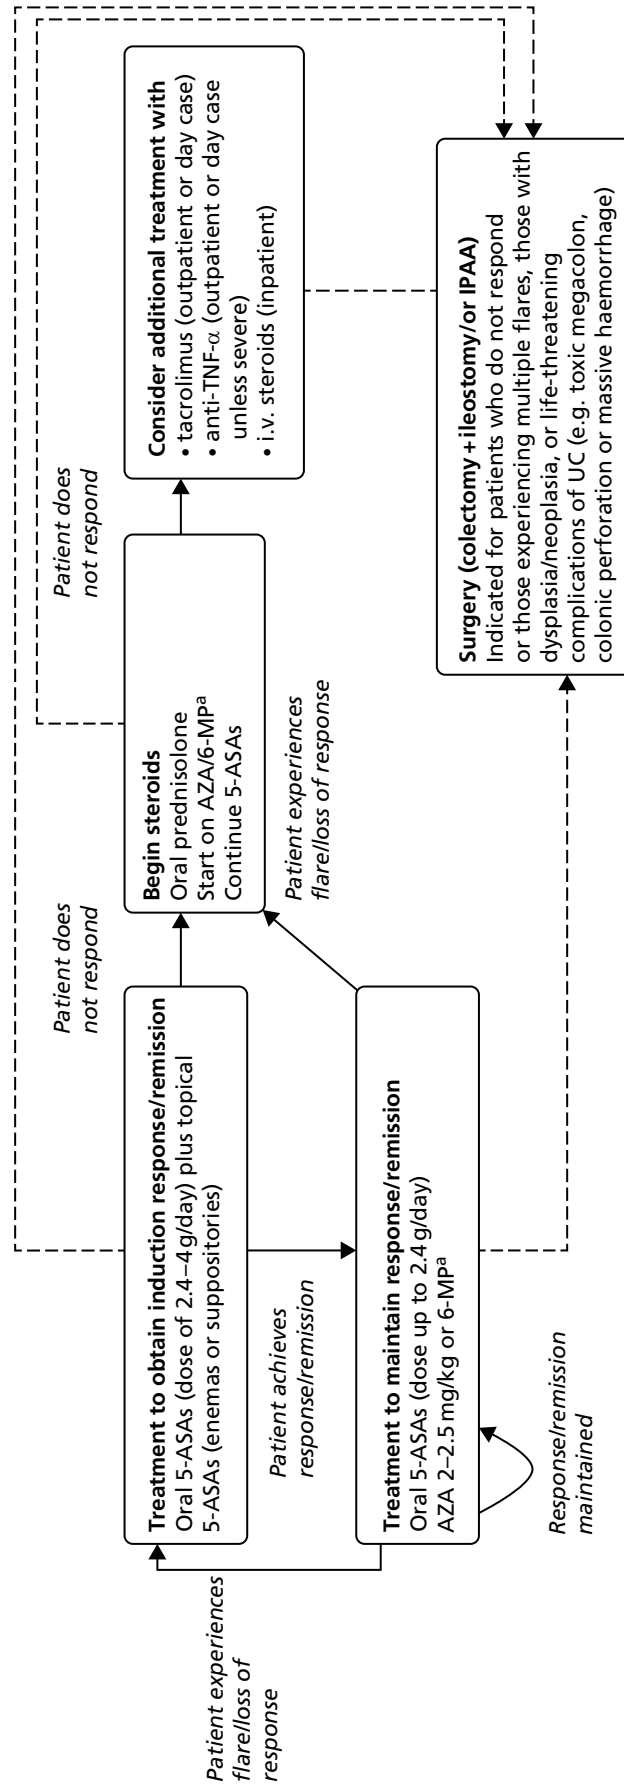 Patient experiences
flare/loss of
response
Treatment to obtain induction response/remission
Oral 5-ASAs (dose of 2.4–4 g/day) plus topical
5-ASAs (enemas or suppositories)
Patient achieves
response/remission
Treatment to maintain response/remission
Oral 5-ASAs (dose up to 2.4 g/day)
AZA 2–2.5 mg/kg or 6-MPᵃ
Response/remission
maintained
Patient does
not respond
Begin steroids
Oral prednisolone
Start on AZA/6-MPᵃ
Continue 5-ASAs
Patient experiences
flare/loss of response
Patient does
not respond
Consider additional treatment with
• tacrolimus (outpatient or day case)
• anti-TNF-α (outpatient or day case
unless severe)
• i.v. steroids (inpatient)
Surgery (colectomy + ileostomy/or IPAA)
Indicated for patients who do not respond
or those experiencing multiple flares, those with
dysplasia/neoplasia, or life-threatening
complications of UC (e.g. toxic megacolon,
colonic perforation or massive haemorrhage)